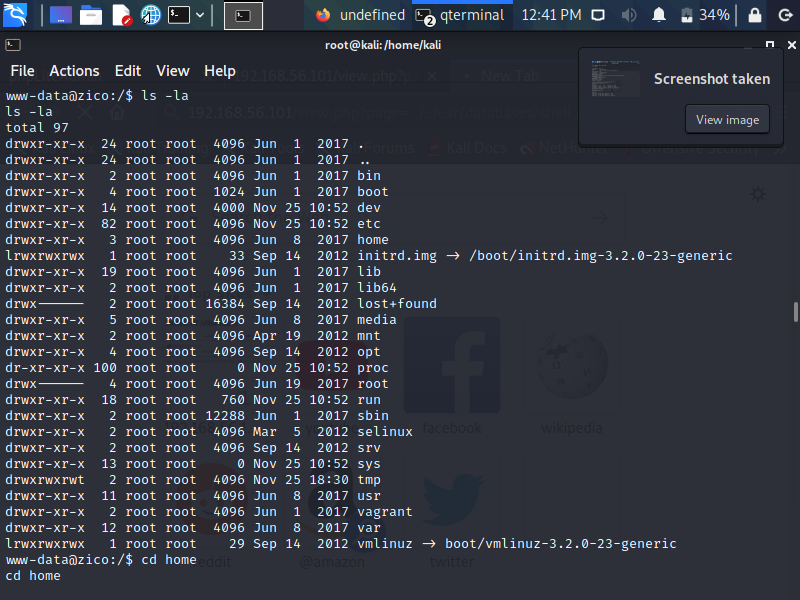 undefined
2 qterminal
12:41 PM
34%
root@kali: /home/kali
File Actions Edit View Help
Screenshot taken
View image
www-data@zico:/$ ls -la
ls -la
total 97
drwxr-xr-x  24 root root  4096 Jun  1  2017 .
drwxr-xr-x  24 root root  4096 Jun  1  2017 ..
drwxr-xr-x   2 root root  4096 Jun  1  2017 bin
drwxr-xr-x   4 root root  1024 Jun  1  2017 boot
drwxr-xr-x  14 root root  4000 Nov 25 10:52 dev
drwxr-xr-x  82 root root  4096 Nov 25 10:52 etc
drwxr-xr-x   3 root root  4096 Jun  8  2017 home
lrwxrwxrwx   1 root root    33 Sep 14  2012 initrd.img -> /boot/initrd.img-3.2.0-23-generic
drwxr-xr-x  19 root root  4096 Jun  1  2017 lib
drwxr-xr-x   2 root root  4096 Jun  1  2017 lib64
drwx------   2 root root 16384 Sep 14  2012 lost+found
drwxr-xr-x   5 root root  4096 Jun  8  2017 media
drwxr-xr-x   2 root root  4096 Apr 19  2012 mnt
drwxr-xr-x   4 root root  4096 Sep 14  2012 opt
dr-xr-xr-x 100 root root     0 Nov 25 10:52 proc
drwx------   4 root root  4096 Jun 19  2017 root
drwxr-xr-x  18 root root   760 Nov 25 10:52 run
drwxr-xr-x   2 root root 12288 Jun  1  2017 sbin
drwxr-xr-x   2 root root  4096 Mar  5  2012 selinux
drwxr-xr-x   2 root root  4096 Sep 14  2012 srv
drwxr-xr-x  13 root root     0 Nov 25 10:52 sys
drwxrwxrwt   2 root root  4096 Nov 25 18:30 tmp
drwxr-xr-x  11 root root  4096 Jun  8  2017 usr
drwxr-xr-x   2 root root  4096 Jun  1  2017 vagrant
drwxr-xr-x  12 root root  4096 Jun  8  2017 var
lrwxrwxrwx   1 root root    29 Sep 14  2012 vmlinuz -> boot/vmlinuz-3.2.0-23-generic
www-data@zico:/$ cd home
cd home
facebook
wikipedia
@amazon
twitter